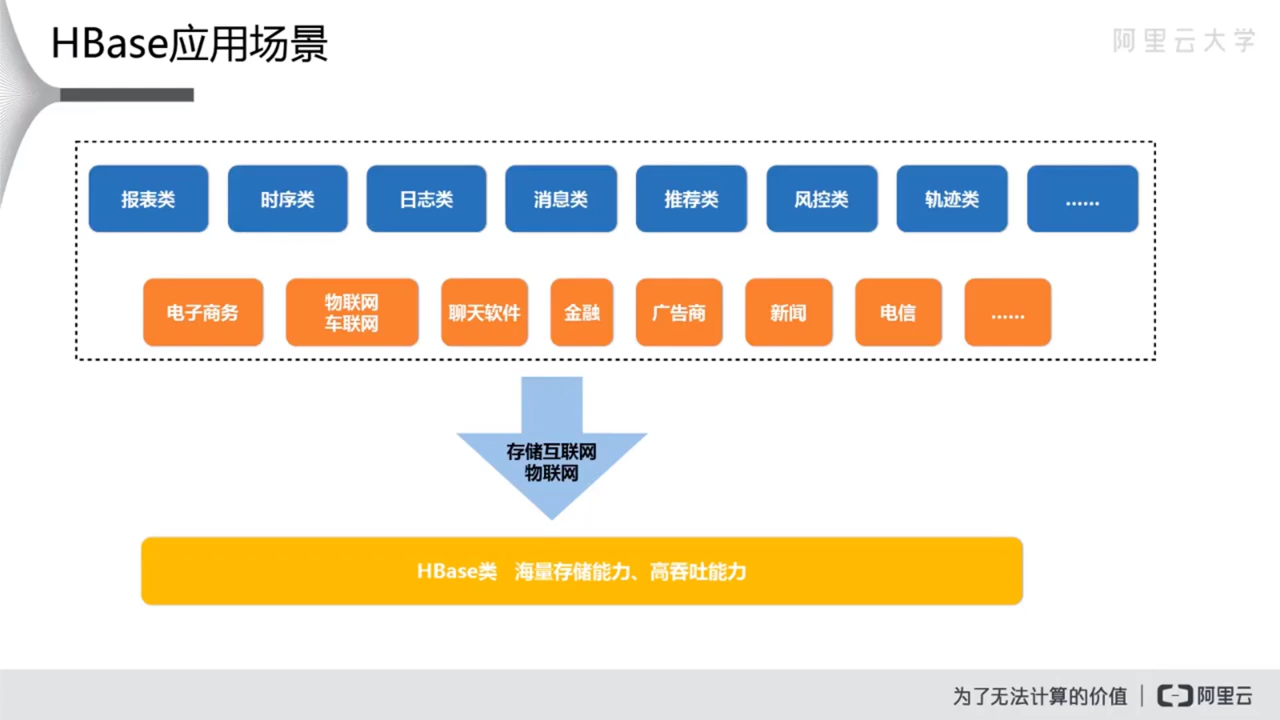 HBase应用场景
阿里云大学
报表类
时序类
日志类
消息类
推荐类
风控类
轨迹类
......
电子商务
物联网
车联网
聊天软件
金融
广告商
新闻
电信
......
存储互联网
物联网
HBase类 海量存储能力、高吞吐能力
为了无法计算的价值 | 阿里云